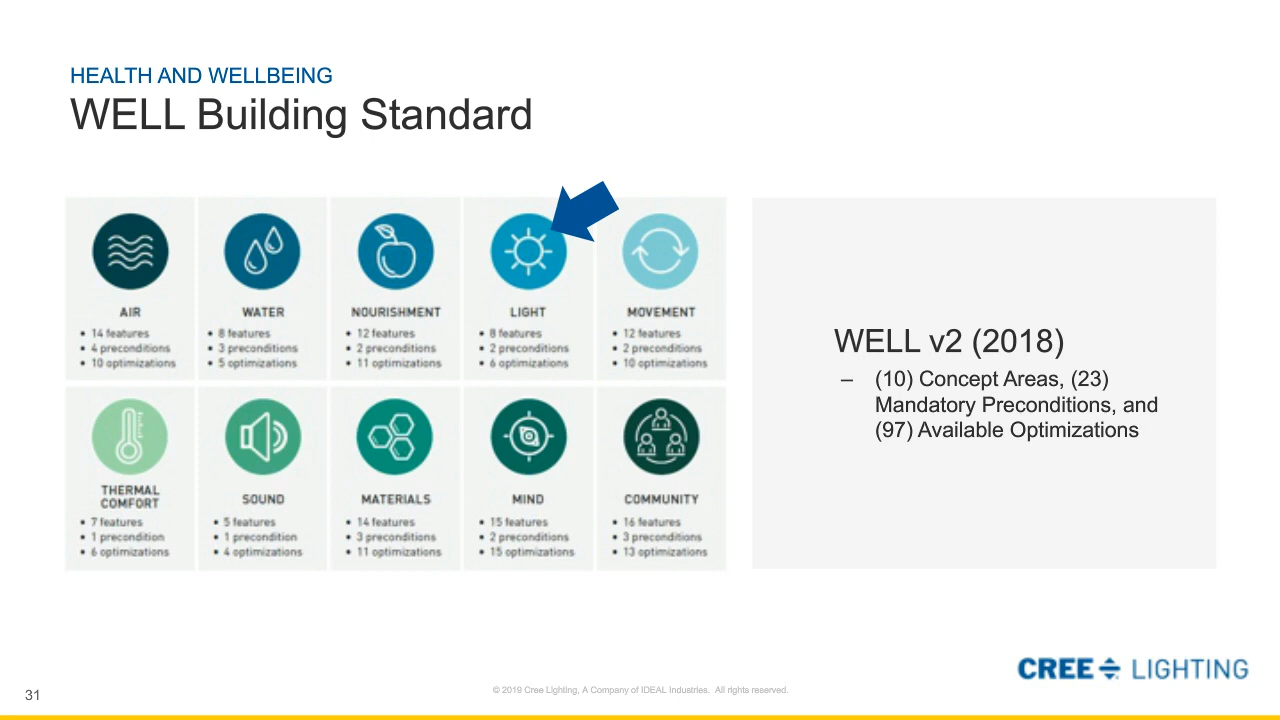 HEALTH AND WELLBEING
WELL Building Standard
AIR
• 14 features
• 4 preconditions
• 10 optimizations
WATER
• 8 features
• 3 preconditions
• 5 optimizations
NOURISHMENT
• 12 features
• 2 preconditions
• 11 optimizations
LIGHT
• 8 features
• 2 preconditions
• 6 optimizations
MOVEMENT
• 12 features
• 2 preconditions
• 10 optimizations
THERMAL
COMFORT
• 7 features
• 1 precondition
• 6 optimizations
SOUND
• 5 features
• 1 precondition
• 4 optimizations
MATERIALS
• 14 features
• 3 preconditions
• 11 optimizations
MIND
• 15 features
• 2 preconditions
• 15 optimizations
COMMUNITY
• 16 features
• 3 preconditions
• 13 optimizations
WELL v2 (2018)
– (10) Concept Areas, (23)
Mandatory Preconditions, and
(97) Available Optimizations
CREE LIGHTING
31
© 2019 Cree Lighting, A Company of IDEAL Industries. All rights reserved.